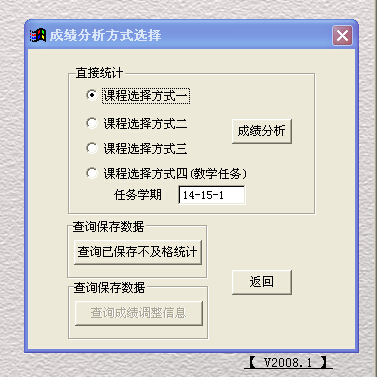 成绩分析方式选择
直接统计
课程选择方式一
课程选择方式二
课程选择方式三
课程选择方式四(教学任务)
任务学期 14-15-1
成绩分析
查询保存数据
查询已保存不及格统计
查询保存数据
查询成绩调整信息
返回
【 V2008.1 】